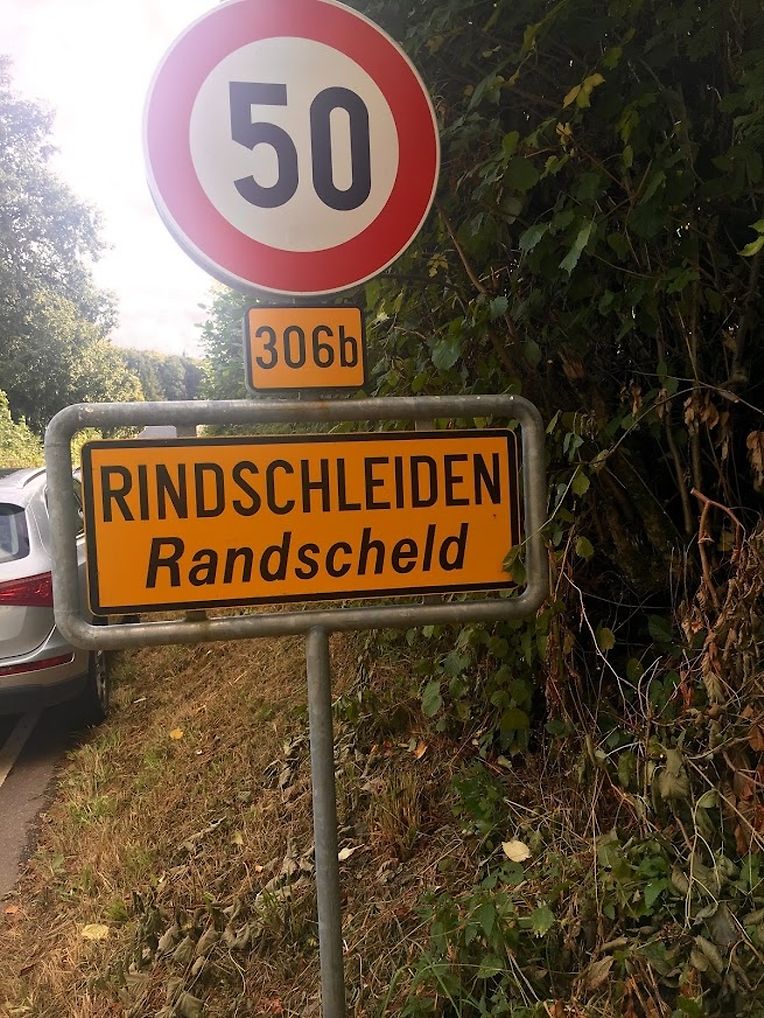 50
306b
RINDSCHLEIDEN
Randscheld